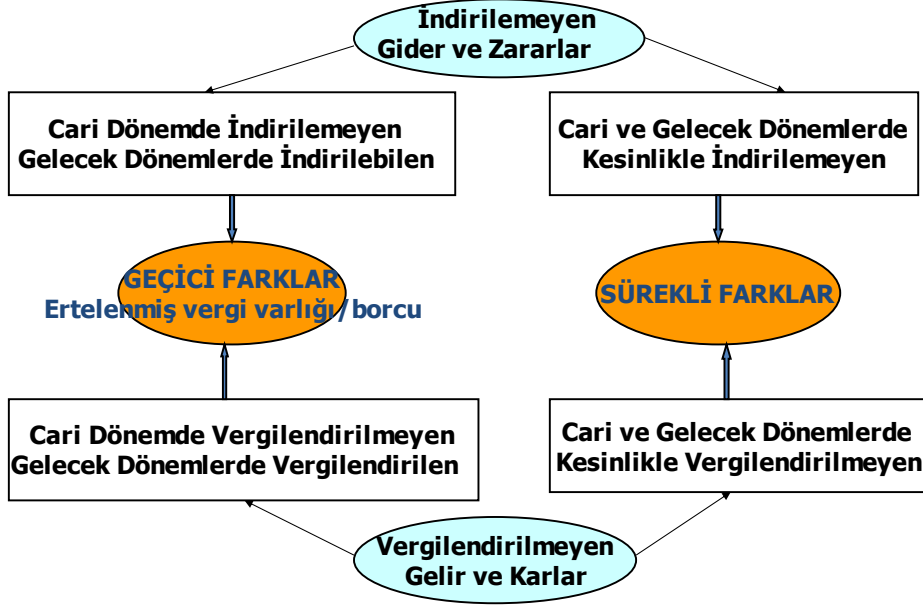 İndirilemeyen
Gider ve Zararlar
Cari Dönemde İndirilemeyen
Gelecek Dönemlerde İndirilebilen
Cari ve Gelecek Dönemlerde
Kesinlikle İndirilemeyen
GEÇİCİ FARKLAR
Ertelenmiş vergi varlığı/borcu
SÜREKLİ FARKLAR
Cari Dönemde Vergilendirilmeyen
Gelecek Dönemlerde Vergilendirilen
Cari ve Gelecek Dönemlerde
Kesinlikle Vergilendirilmeyen
Vergilendirilmeyen
Gelir ve Karlar